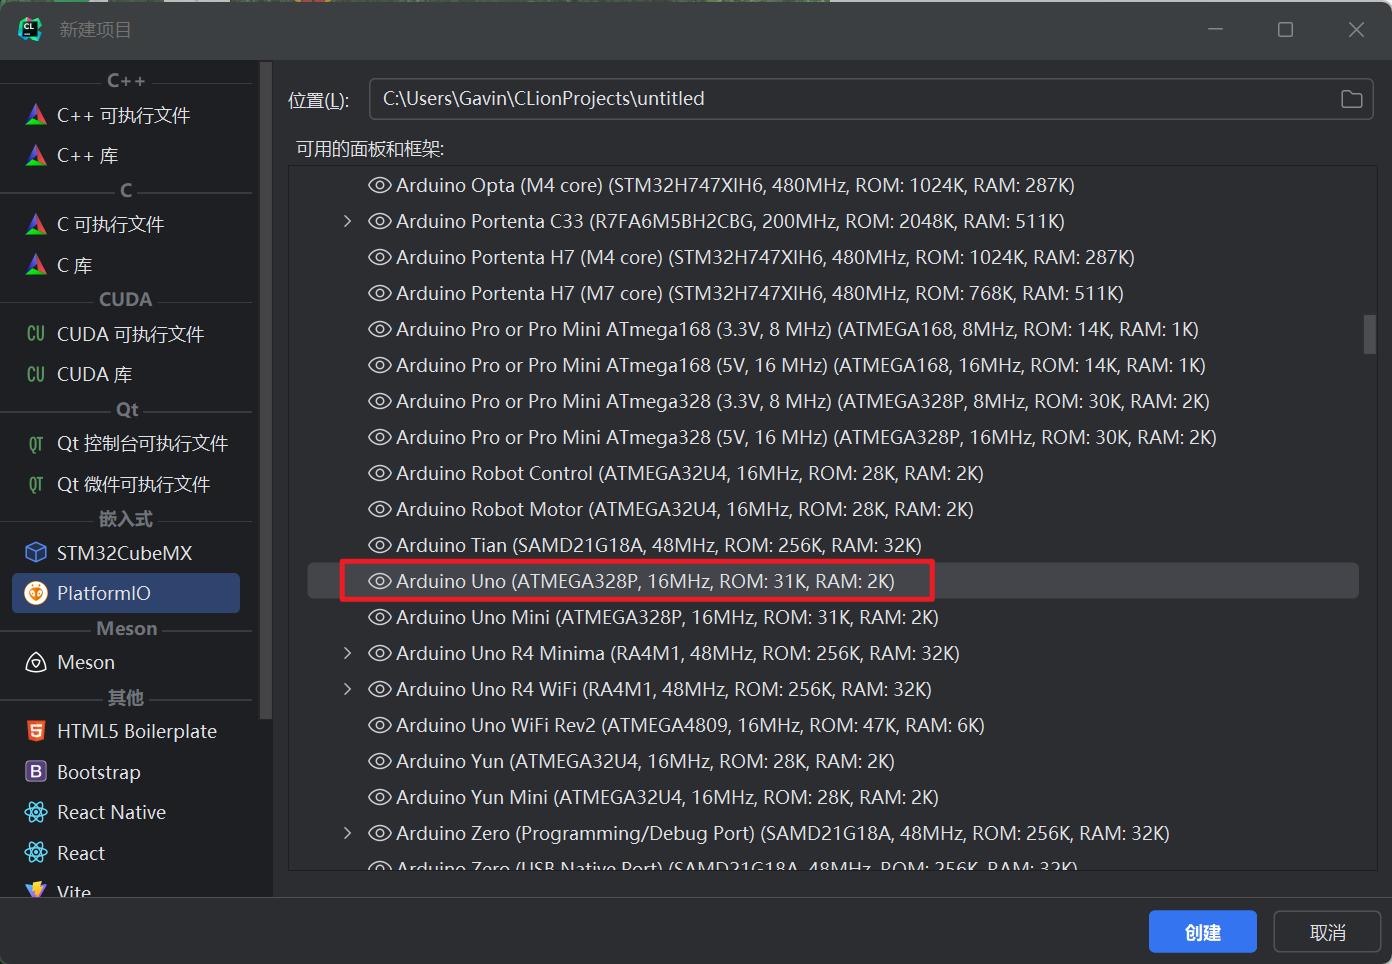 新建项目
C++
C++ 可执行文件
C++ 库
C
C 可执行文件
C 库
CUDA
CU CUDA 可执行文件
CU CUDA 库
Qt
QT Qt 控制台可执行文件
QT Qt 微件可执行文件
嵌入式
STM32CubeMX
PlatformIO
Meson
Meson
其他
HTML5 Boilerplate
B Bootstrap
React Native
React
Vite
位置(L):
C:\Users\Gavin\CLionProjects\untitled
可用的面板和框架:
Arduino Opta (M4 core) (STM32H747XIH6, 480MHz, ROM: 1024K, RAM: 287K)
Arduino Portenta C33 (R7FA6M5BH2CBG, 200MHz, ROM: 2048K, RAM: 511K)
Arduino Portenta H7 (M4 core) (STM32H747XIH6, 480MHz, ROM: 1024K, RAM: 287K)
Arduino Portenta H7 (M7 core) (STM32H747XIH6, 480MHz, ROM: 768K, RAM: 511K)
Arduino Pro or Pro Mini ATmega168 (3.3V, 8 MHz) (ATMEGA168, 8MHz, ROM: 14K, RAM: 1K)
Arduino Pro or Pro Mini ATmega168 (5V, 16 MHz) (ATMEGA168, 16MHz, ROM: 14K, RAM: 1K)
Arduino Pro or Pro Mini ATmega328 (3.3V, 8 MHz) (ATMEGA328P, 8MHz, ROM: 30K, RAM: 2K)
Arduino Pro or Pro Mini ATmega328 (5V, 16 MHz) (ATMEGA328P, 16MHz, ROM: 30K, RAM: 2K)
Arduino Robot Control (ATMEGA32U4, 16MHz, ROM: 28K, RAM: 2K)
Arduino Robot Motor (ATMEGA32U4, 16MHz, ROM: 28K, RAM: 2K)
Arduino Tian (SAMD21G18A, 48MHz, ROM: 256K, RAM: 32K)
Arduino Uno (ATMEGA328P, 16MHz, ROM: 31K, RAM: 2K)
Arduino Uno Mini (ATMEGA328P, 16MHz, ROM: 31K, RAM: 2K)
Arduino Uno R4 Minima (RA4M1, 48MHz, ROM: 256K, RAM: 32K)
Arduino Uno R4 WiFi (RA4M1, 48MHz, ROM: 256K, RAM: 32K)
Arduino Uno WiFi Rev2 (ATMEGA4809, 16MHz, ROM: 47K, RAM: 6K)
Arduino Yun (ATMEGA32U4, 16MHz, ROM: 28K, RAM: 2K)
Arduino Yun Mini (ATMEGA32U4, 16MHz, ROM: 28K, RAM: 2K)
Arduino Zero (Programming/Debug Port) (SAMD21G18A, 48MHz, ROM: 256K, RAM: 32K)
Arduino Zero (USB Native Port) (SAMD21G18A, 48MHz, ROM: 256K, RAM: 32K)
创建
取消